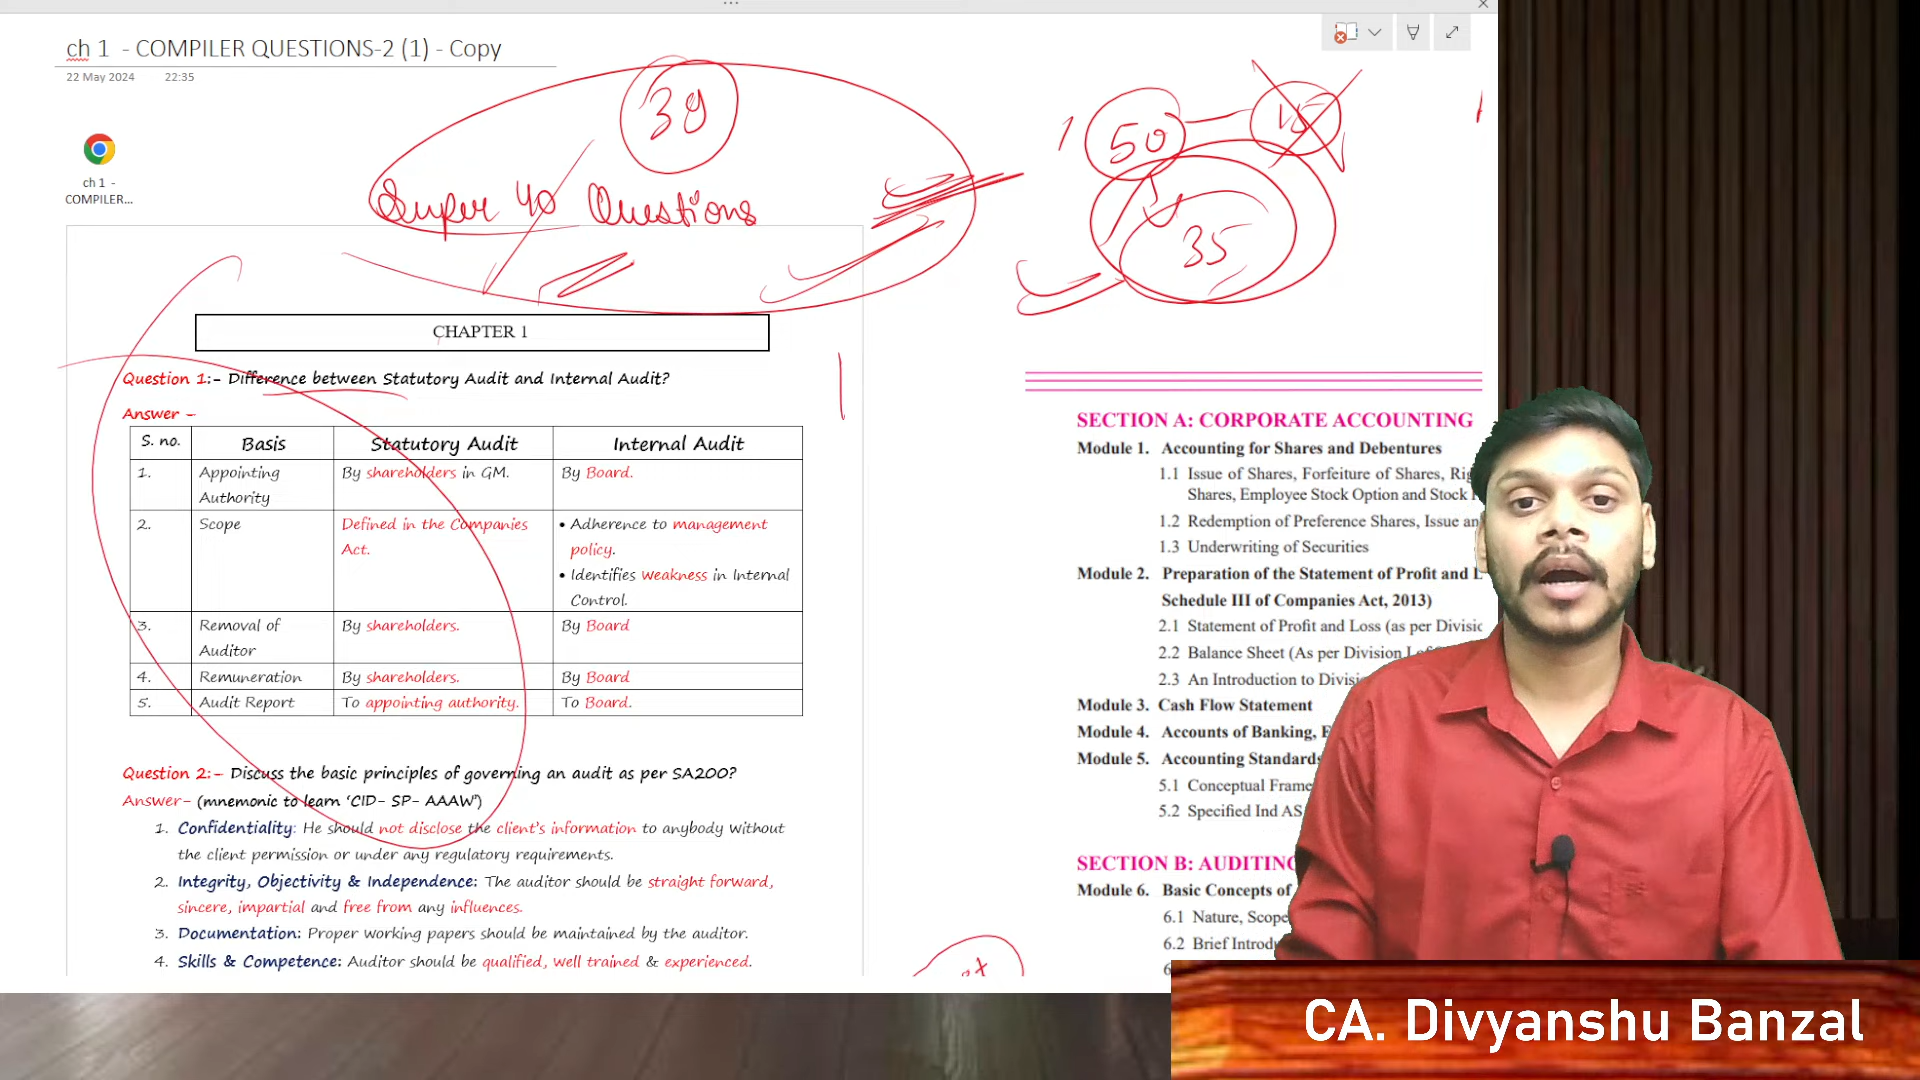 ch 1 - COMPILER QUESTIONS-2 (1) - Copy
22 May 2024 22:35
ch 1 -
COMPILER...
Super 40 Questions
50
35
CHAPTER 1
Question 1:- Difference between Statutory Audit and Internal Audit?
Answer -
S. no. Basis Statutory Audit Internal Audit
1. Appointing Authority By shareholders in GM. By Board.
2. Scope Defined in the Companies Act. • Adherence to management policy.
• Identifies weakness in Internal Control.
3. Removal of Auditor By shareholders. By Board
4. Remuneration By shareholders. By Board
5. Audit Report To appointing authority. To Board.
Question 2:- Discuss the basic principles of governing an audit as per SA200?
Answer- (mnemonic to learn 'CID- SP- AAAW')
1. Confidentiality: He should not disclose the client's information to anybody without
the client permission or under any regulatory requirements.
2. Integrity, Objectivity & Independence: The auditor should be straight forward,
sincere, impartial and free from any influences.
3. Documentation: Proper working papers should be maintained by the auditor.
4. Skills & Competence: Auditor should be qualified, well trained & experienced.
SECTION A: CORPORATE ACCOUNTING
Module 1. Accounting for Shares and Debentures
1.1 Issue of Shares, Forfeiture of Shares,
Shares, Employee Stock Option and Stock
1.2 Redemption of Preference Shares, Issue
1.3 Underwriting of Securities
Module 2. Preparation of the Statement of Profit and
Schedule III of Companies Act, 2013)
2.1 Statement of Profit and Loss (as per
2.2 Balance Sheet (As per Division
2.3 An Introduction to
Module 3. Cash Flow Statement
Module 4. Accounts of Banking,
Module 5. Accounting Standards
5.1 Conceptual
5.2 Specified Ind AS
SECTION B: AUDITING
Module 6. Basic Concepts of
6.1 Nature, Scope
6.2 Brief
CA. Divyanshu Banzal